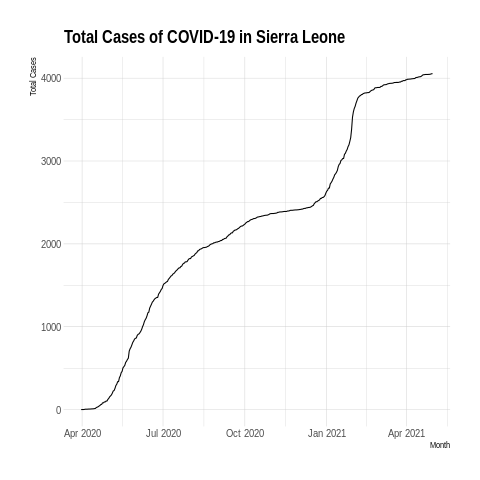 Total Cases of COVID-19 in Sierra Leone
Total Cases
4000
3000
2000
1000
0
Apr 2020 Jul 2020 Oct 2020 Jan 2021 Apr 2021
Month